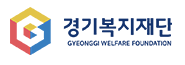 경기복지재단
GYEONGGI WELFARE FOUNDATION